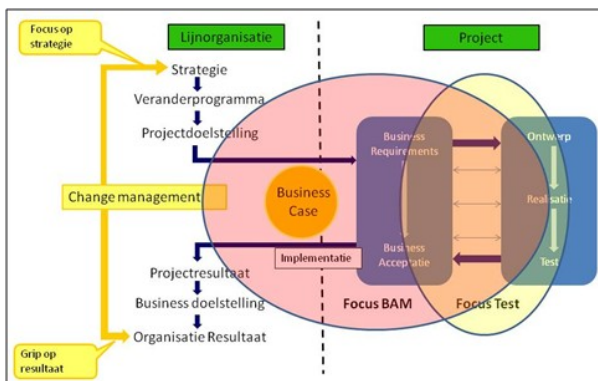 Focus op
strategie
Lijnorganisatie
Project
Strategie
Veranderprogramma
Projectdoelstelling
Business
Requirements
Ontwerp
Change management
Business
Case
Realisatie
Implementatie
Business
Acceptatie
Test
Projectresultaat
Business doelstelling
Focus BAM
Focus Test
Organisatie Resultaat
Grip op
resultaat